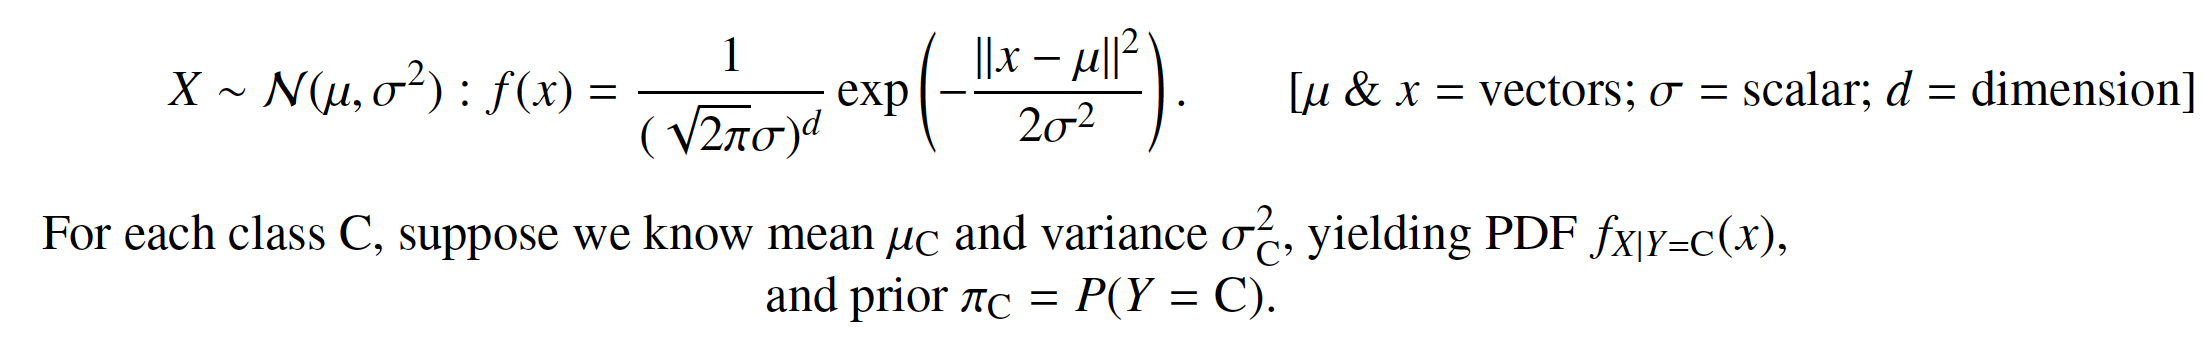 X ∼ N(μ, σ²) : f(x) = 1/(√2πσ)ᵈ exp(−‖x − μ‖²/2σ²). [μ & x = vectors; σ = scalar; d = dimension]
For each class C, suppose we know mean μ_C and variance σ²_C, yielding PDF f_{X|Y=C}(x),
and prior π_C = P(Y = C).